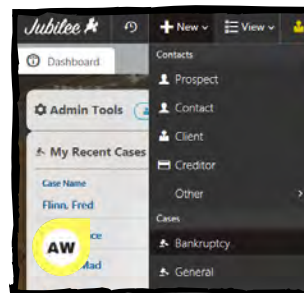 Jubilee
New
View
Dashboard
Contacts
Prospect
Admin Tools
Contact
Client
My Recent Cases
Creditor
Case Name
Other
Flinn, Fred
Cases
AW
Bankruptcy
General